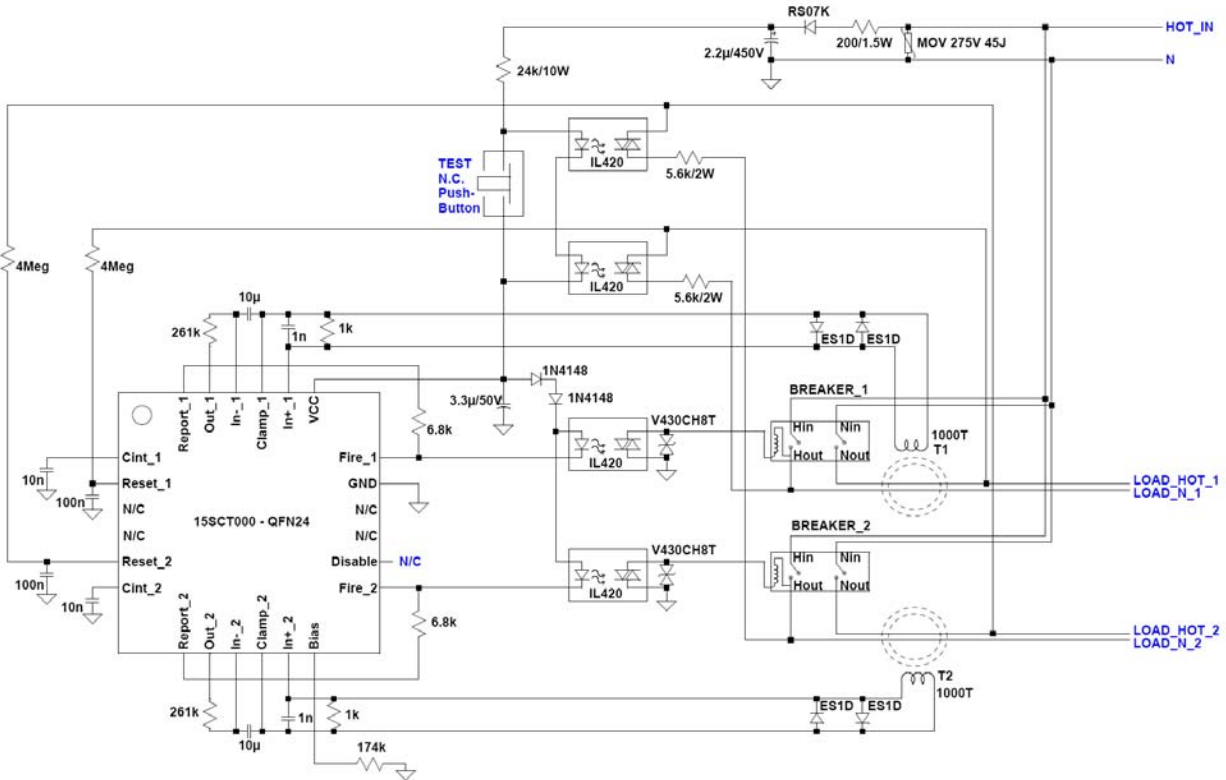 RS07K
HOT_IN
200/1.5W
MOV 275V 45J
2.2µ/450V
N
24k/10W
TEST
N.C.
Push-
Button
IL420
5.6k/2W
4Meg
4Meg
IL420
5.6k/2W
10µ
261k
1n
1k
ES1D
ES1D
1N4148
3.3µ/50V
1N4148
BREAKER_1
Report_1
Out_1
In-_1
Clamp_1
In+_1
VCC
6.8k
V430CH8T
Hin
Nin
1000T
T1
Hout
Nout
IL420
Cint_1
Fire_1
10n
Reset_1
GND
100n
LOAD_HOT_1
LOAD_N_1
N/C
N/C
15SCT000 - QFN24
N/C
N/C
BREAKER_2
V430CH8T
Hin
Nin
Reset_2
Disable
N/C
100n
Cint_2
Fire_2
Hout
Nout
IL420
10n
Report_2
Out_2
In-_2
Clamp_2
In+_2
Bias
6.8k
LOAD_HOT_2
LOAD_N_2
T2
1000T
261k
1n
1k
ES1D
ES1D
10µ
174k